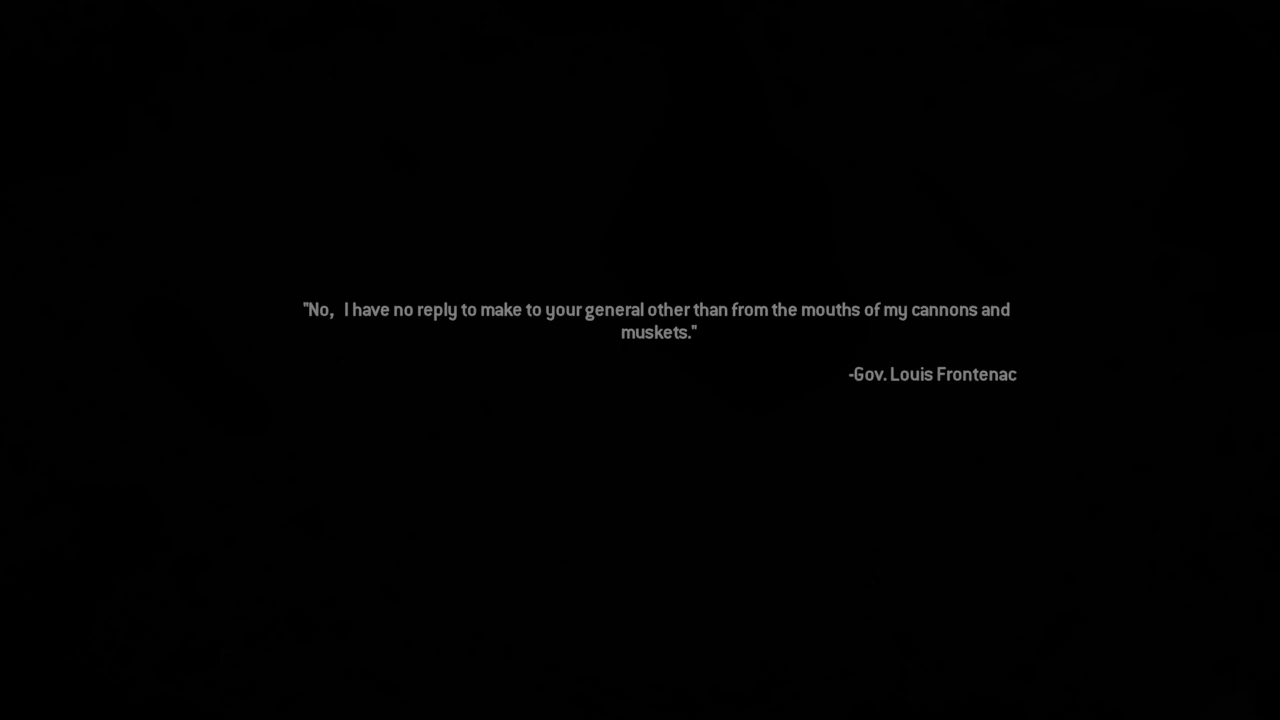 "No, I have no reply to make to your general other than from the mouths of my cannons and
muskets."
-Gov. Louis Frontenac